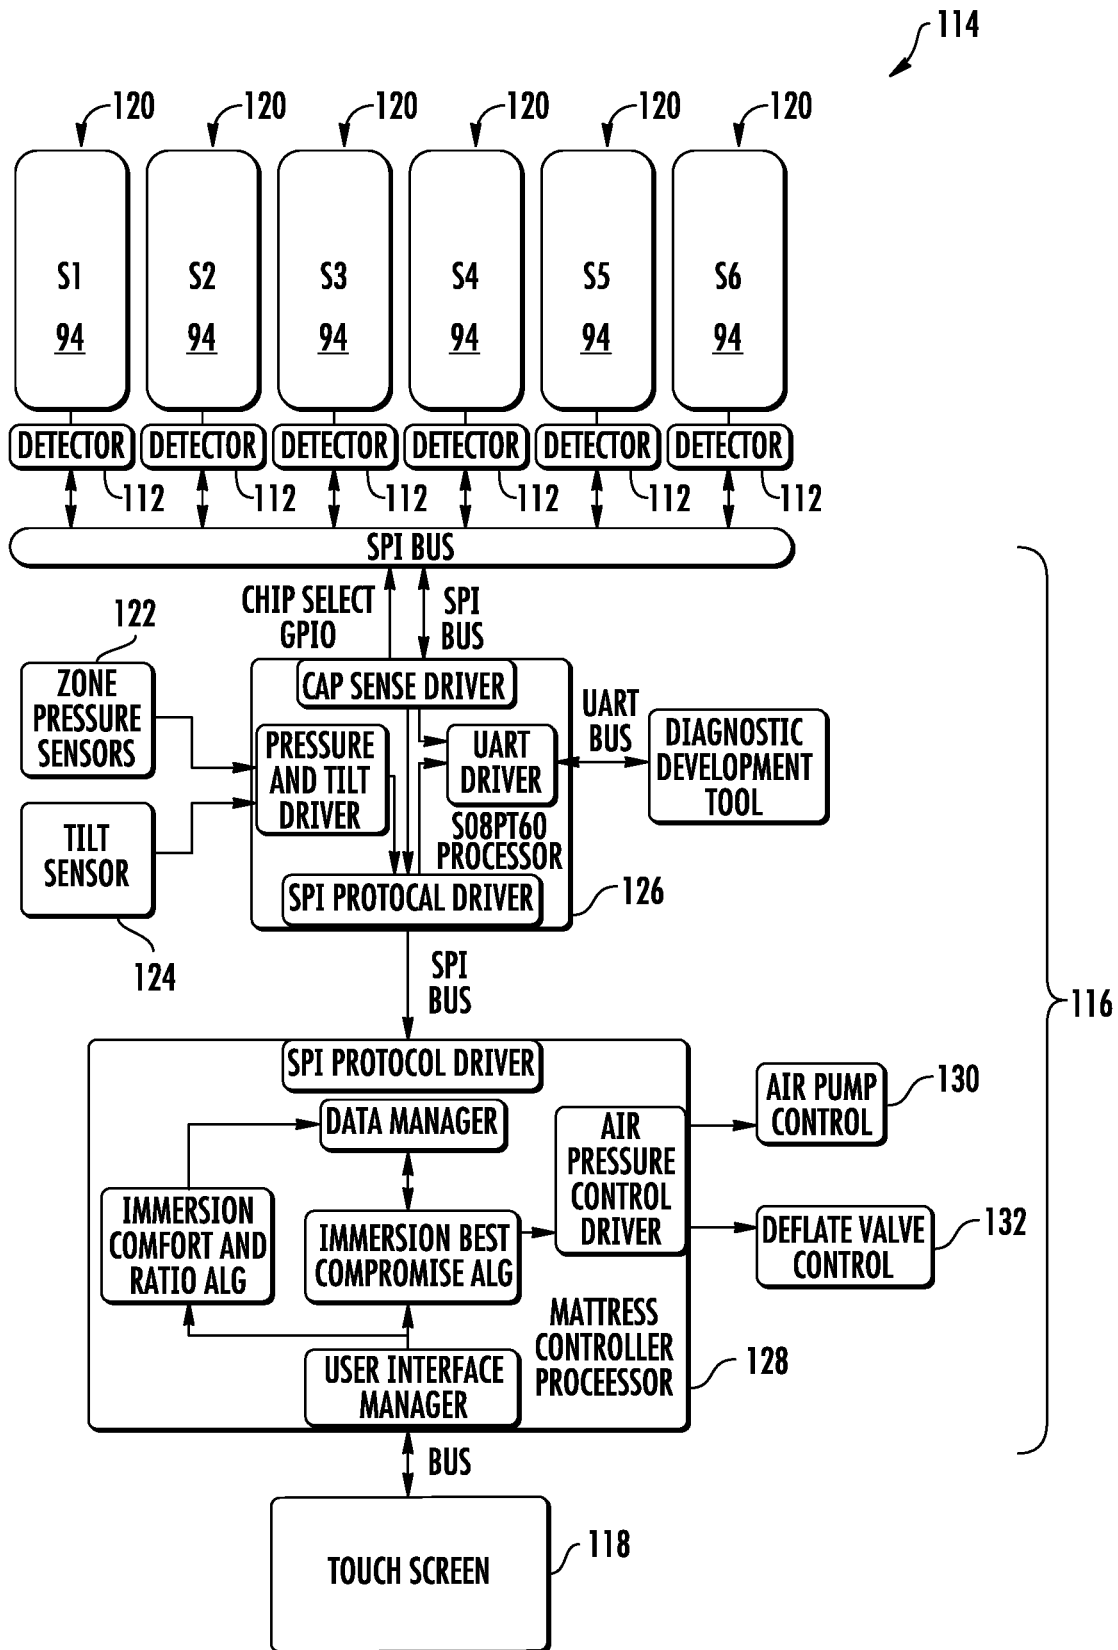 114
120 120 120 120 120 120
S1 S2 S3 S4 S5 S6
94 94 94 94 94 94
DETECTOR DETECTOR DETECTOR DETECTOR DETECTOR DETECTOR
112 112 112 112 112 112
SPI BUS
CHIP SELECT
GPIO
SPI
BUS
122
ZONE
PRESSURE
SENSORS
TILT
SENSOR
124
CAP SENSE DRIVER
PRESSURE
AND TILT
DRIVER
UART
DRIVER
S08PT60
PROCESSOR
SPI PROTOCAL DRIVER
126
UART
BUS
DIAGNOSTIC
DEVELOPMENT
TOOL
SPI
BUS
116
SPI PROTOCOL DRIVER
DATA MANAGER
IMMERSION
COMFORT AND
RATIO ALG
IMMERSION BEST
COMPROMISE ALG
AIR
PRESSURE
CONTROL
DRIVER
AIR PUMP
CONTROL
130
DEFLATE VALVE
CONTROL
132
MATTRESS
CONTROLLER
PROCEESSOR
128
USER INTERFACE
MANAGER
BUS
TOUCH SCREEN
118